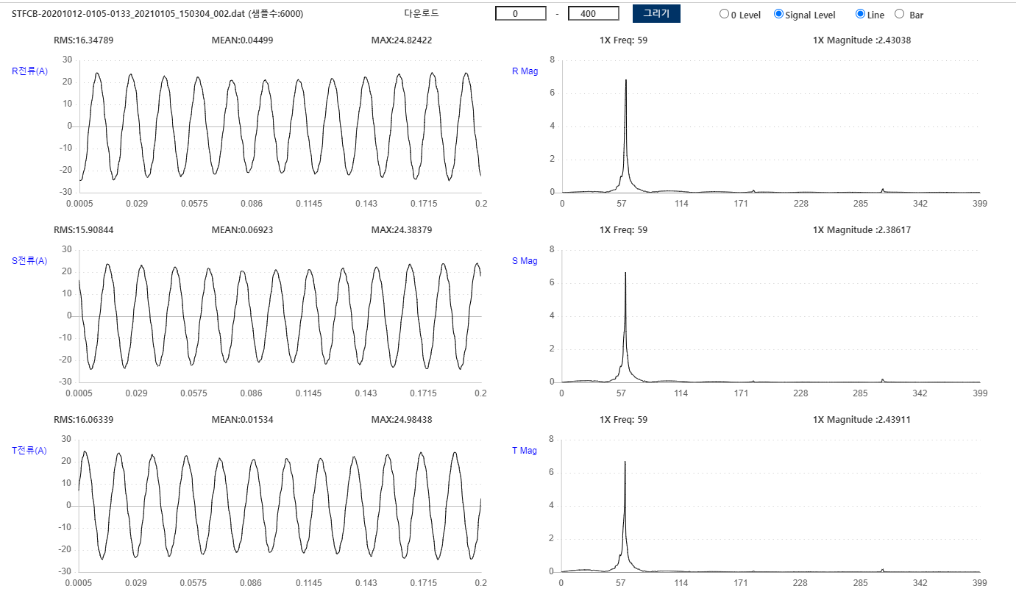 STFCB-20201012-0105-0133_20210105_150304_002.dat (샘플수:6000) 다운로드 0 - 400 그리기 0 Level Signal Level Line Bar
RMS:16.34789 MEAN:0.04499 MAX:24.82422 1X Freq: 59 1X Magnitude :2.43038
R전류(A)
30
20
10
0
-10
-20
-30
0.0005 0.029 0.0575 0.086 0.1145 0.143 0.1715 0.2
R Mag
8
6
4
2
0
0 57 114 171 228 285 342 399
RMS:15.90844 MEAN:0.06923 MAX:24.38379 1X Freq: 59 1X Magnitude :2.38617
S전류(A)
30
20
10
0
-10
-20
-30
0.0005 0.029 0.0575 0.086 0.1145 0.143 0.1715 0.2
S Mag
8
6
4
2
0
0 57 114 171 228 285 342 399
RMS:16.06339 MEAN:0.01534 MAX:24.98438 1X Freq: 59 1X Magnitude :2.43911
T전류(A)
30
20
10
0
-10
-20
-30
0.0005 0.029 0.0575 0.086 0.1145 0.143 0.1715 0.2
T Mag
8
6
4
2
0
0 57 114 171 228 285 342 399